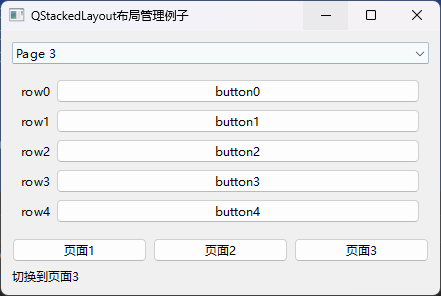 QStackedLayout布局管理例子
Page 3
row0 button0
row1 button1
row2 button2
row3 button3
row4 button4
页面1 页面2 页面3
切换到页面3